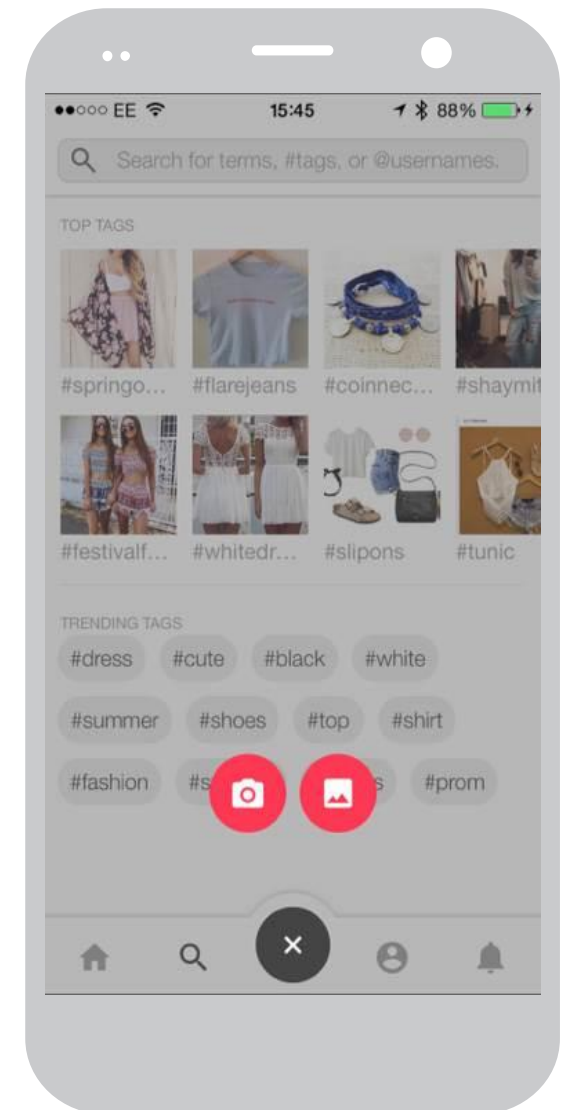 EE 15:45 88%
Search for terms, #tags, or @usernames.
TOP TAGS
#springo... #flarejeans #coinnec... #shaymit
#festivalf... #whitedr... #slipons #tunic
TRENDING TAGS
#dress #cute #black #white
#summer #shoes #top #shirt
#fashion #prom